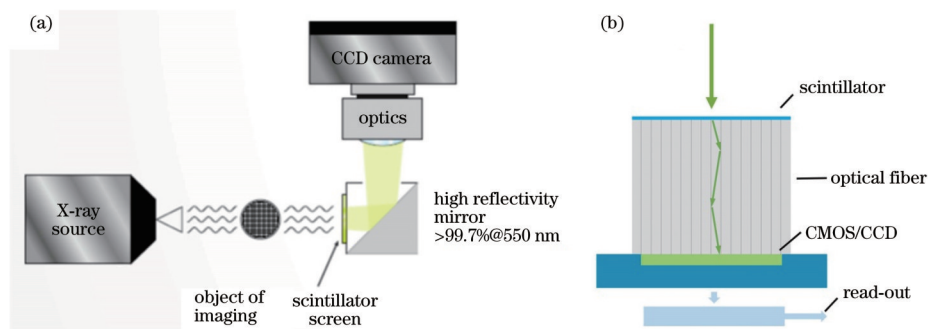 (a)
CCD camera
optics
X-ray
source
high reflectivity
mirror
>99.7%@550 nm
object of
imaging
scintillator
screen
(b)
scintillator
optical fiber
CMOS/CCD
read-out